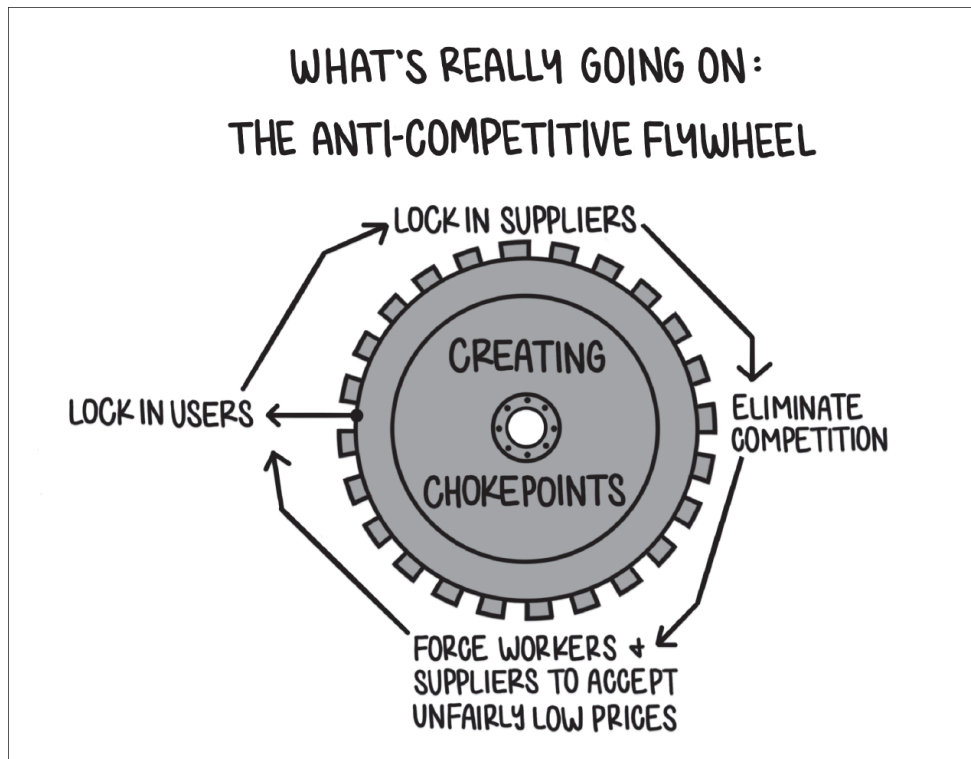 WHAT'S REALLY GOING ON:
THE ANTI-COMPETITIVE FLYWHEEL
LOCK IN SUPPLIERS
CREATING
CHOKEPOINTS
LOCK IN USERS
ELIMINATE
COMPETITION
FORCE WORKERS +
SUPPLIERS TO ACCEPT
UNFAIRLY LOW PRICES